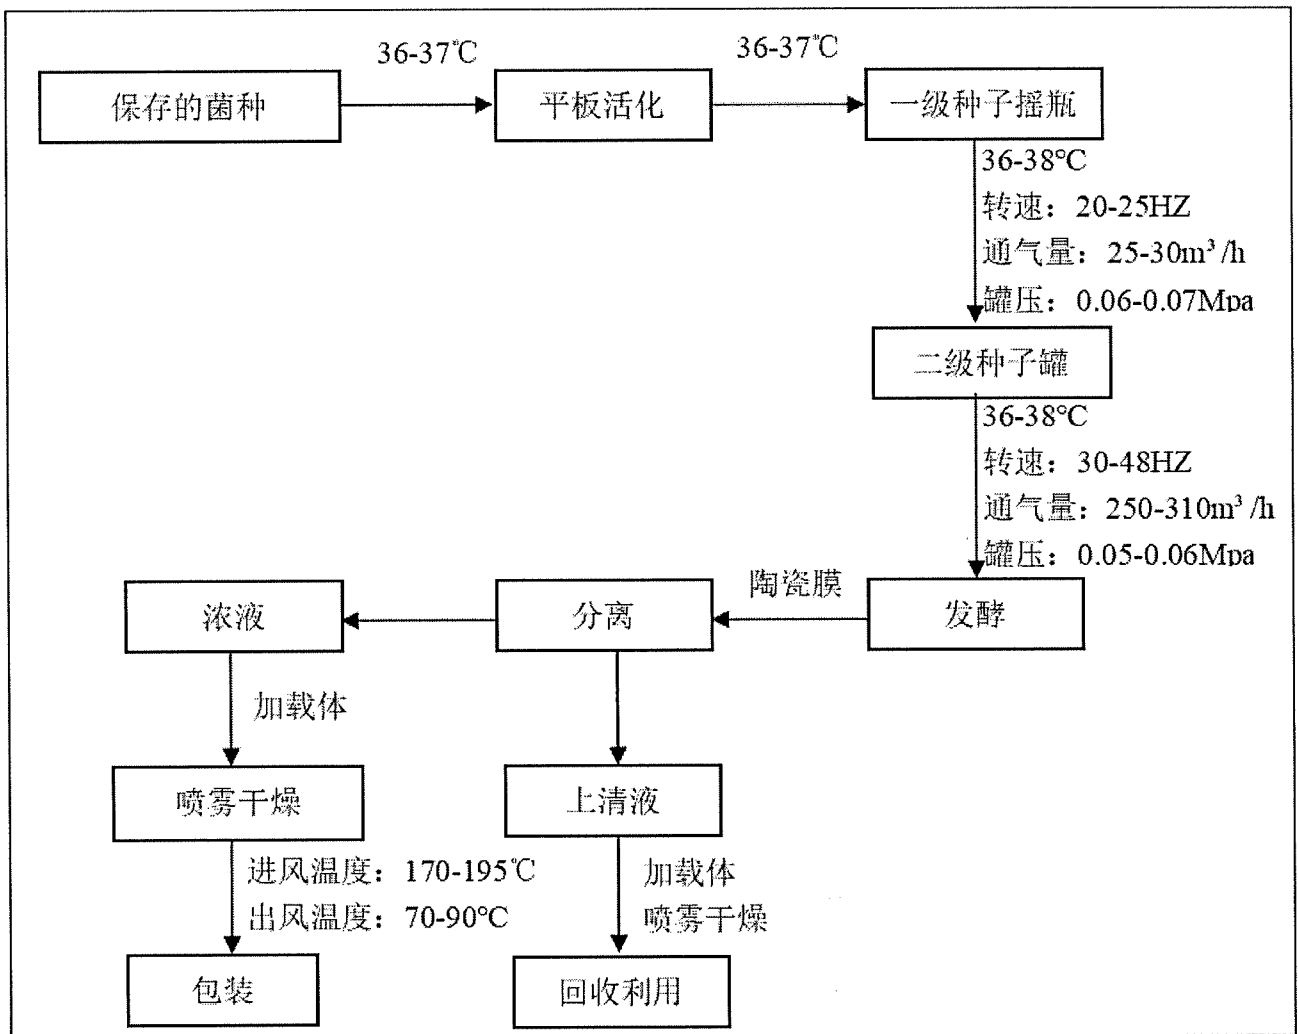 36-37℃
36-37℃
保存的菌种
平板活化
一级种子摇瓶
36-38℃
转速：20-25HZ
通气量：25-30m³/h
罐压：0.06-0.07Mpa
二级种子罐
36-38℃
转速：30-48HZ
通气量：250-310m³/h
罐压：0.05-0.06Mpa
陶瓷膜
浓液
分离
发酵
加载体
喷雾干燥
上清液
进风温度：170-195℃
出风温度：70-90℃
加载体
喷雾干燥
包装
回收利用